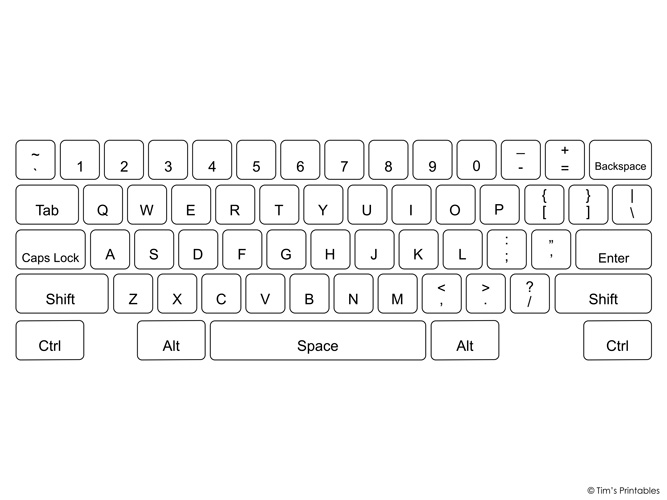 ~ _ +
` 1 2 3 4 5 6 7 8 9 0 - = Backspace
{ } |
Tab Q W E R T Y U I O P [ ] \
: ”
Caps Lock A S D F G H J K L ; ' Enter
< > ?
Shift Z X C V B N M , . / Shift
Ctrl Alt Space Alt Ctrl
© Tim's Printables